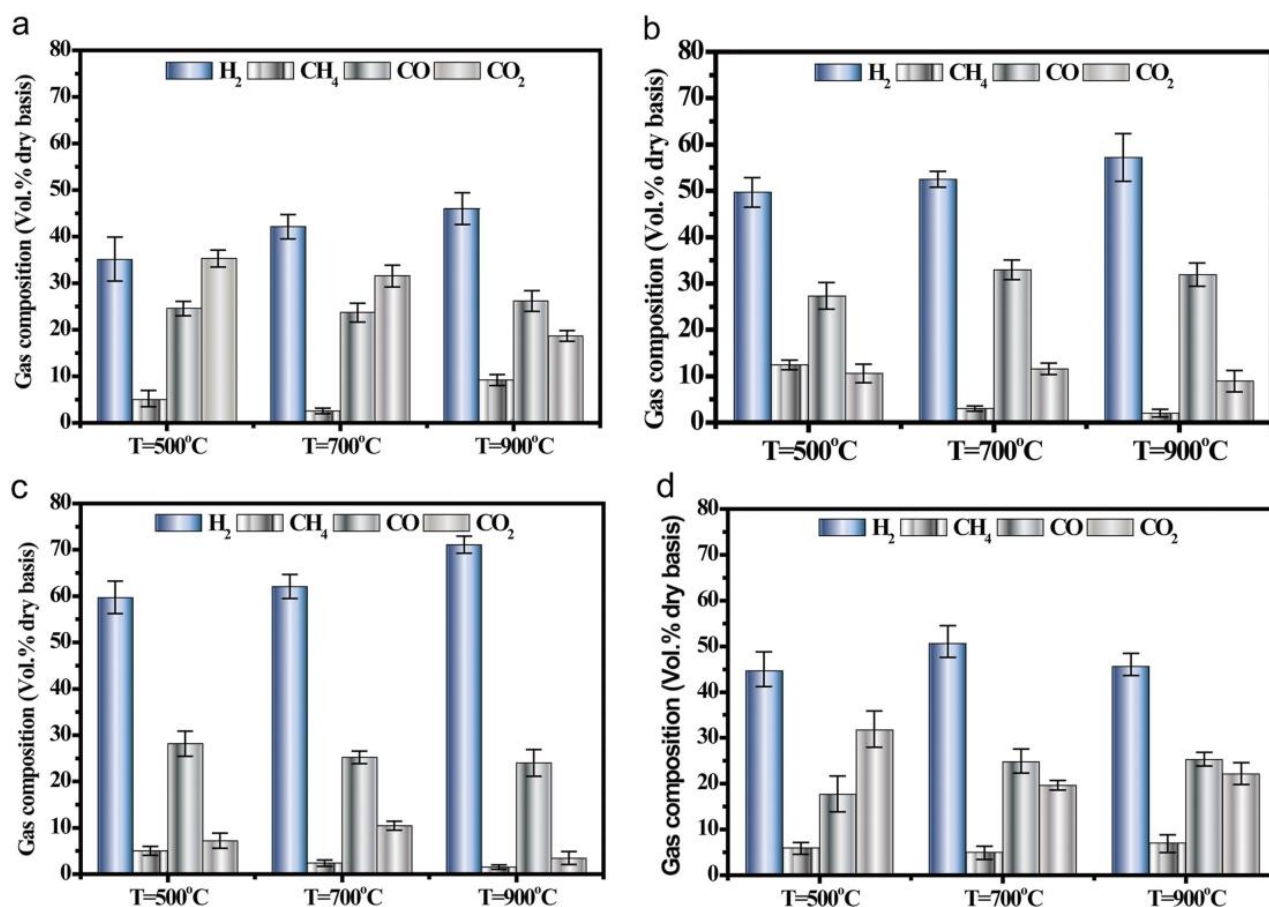 a
Gas composition (Vol.% dry basis)
80
70
60
50
40
30
20
10
0
H₂ CH₄ CO CO₂
T=500°C T=700°C T=900°C
b
Gas composition (Vol.% dry basis)
80
70
60
50
40
30
20
10
0
H₂ CH₄ CO CO₂
T=500°C T=700°C T=900°C
c
Gas composition (Vol.% dry basis)
80
70
60
50
40
30
20
10
0
H₂ CH₄ CO CO₂
T=500°C T=700°C T=900°C
d
Gas composition (Vol.% dry basis)
80
70
60
50
40
30
20
10
0
H₂ CH₄ CO CO₂
T=500°C T=700°C T=900°C